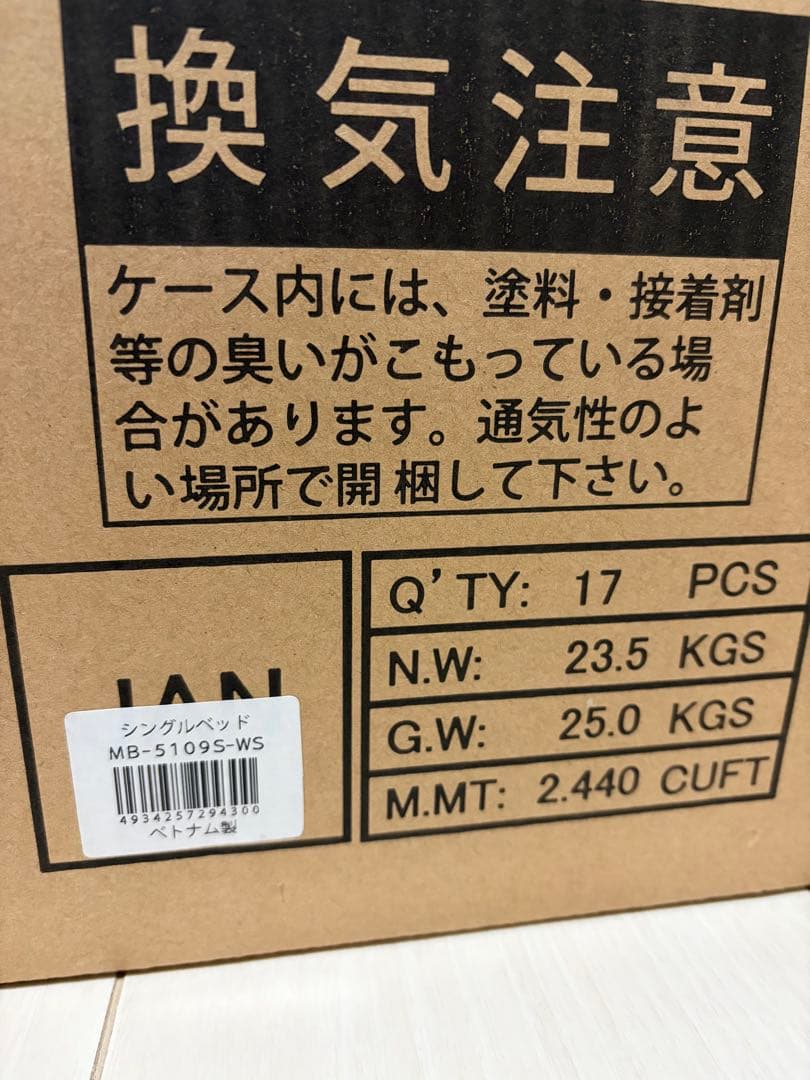 換気注意
ケース内には、塗料・接着剤
等の臭いがこもっている場
合があります。通気性のよ
い場所で開梱して下さい。
Q'TY: 17 PCS
N.W: 23.5 KGS
G.W: 25.0 KGS
M.MT: 2.440 CUFT
JAN
シングルベッド
MB-5109S-WS
4934257294300
ベトナム製